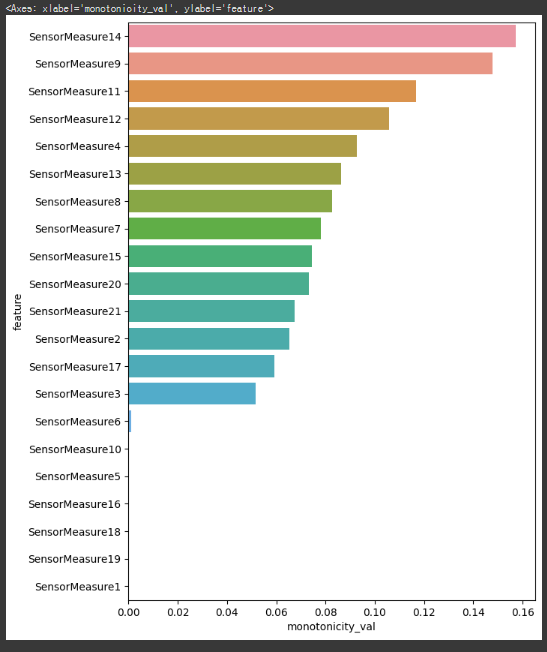 <Axes: xlabel='monotonicity_val', ylabel='feature'>
SensorMeasure14
SensorMeasure9
SensorMeasure11
SensorMeasure12
SensorMeasure4
SensorMeasure13
SensorMeasure8
SensorMeasure7
SensorMeasure15
SensorMeasure20
SensorMeasure21
SensorMeasure2
SensorMeasure17
SensorMeasure3
SensorMeasure6
SensorMeasure10
SensorMeasure5
SensorMeasure16
SensorMeasure18
SensorMeasure19
SensorMeasure1
feature
0.00 0.02 0.04 0.06 0.08 0.10 0.12 0.14 0.16
monotonicity_val